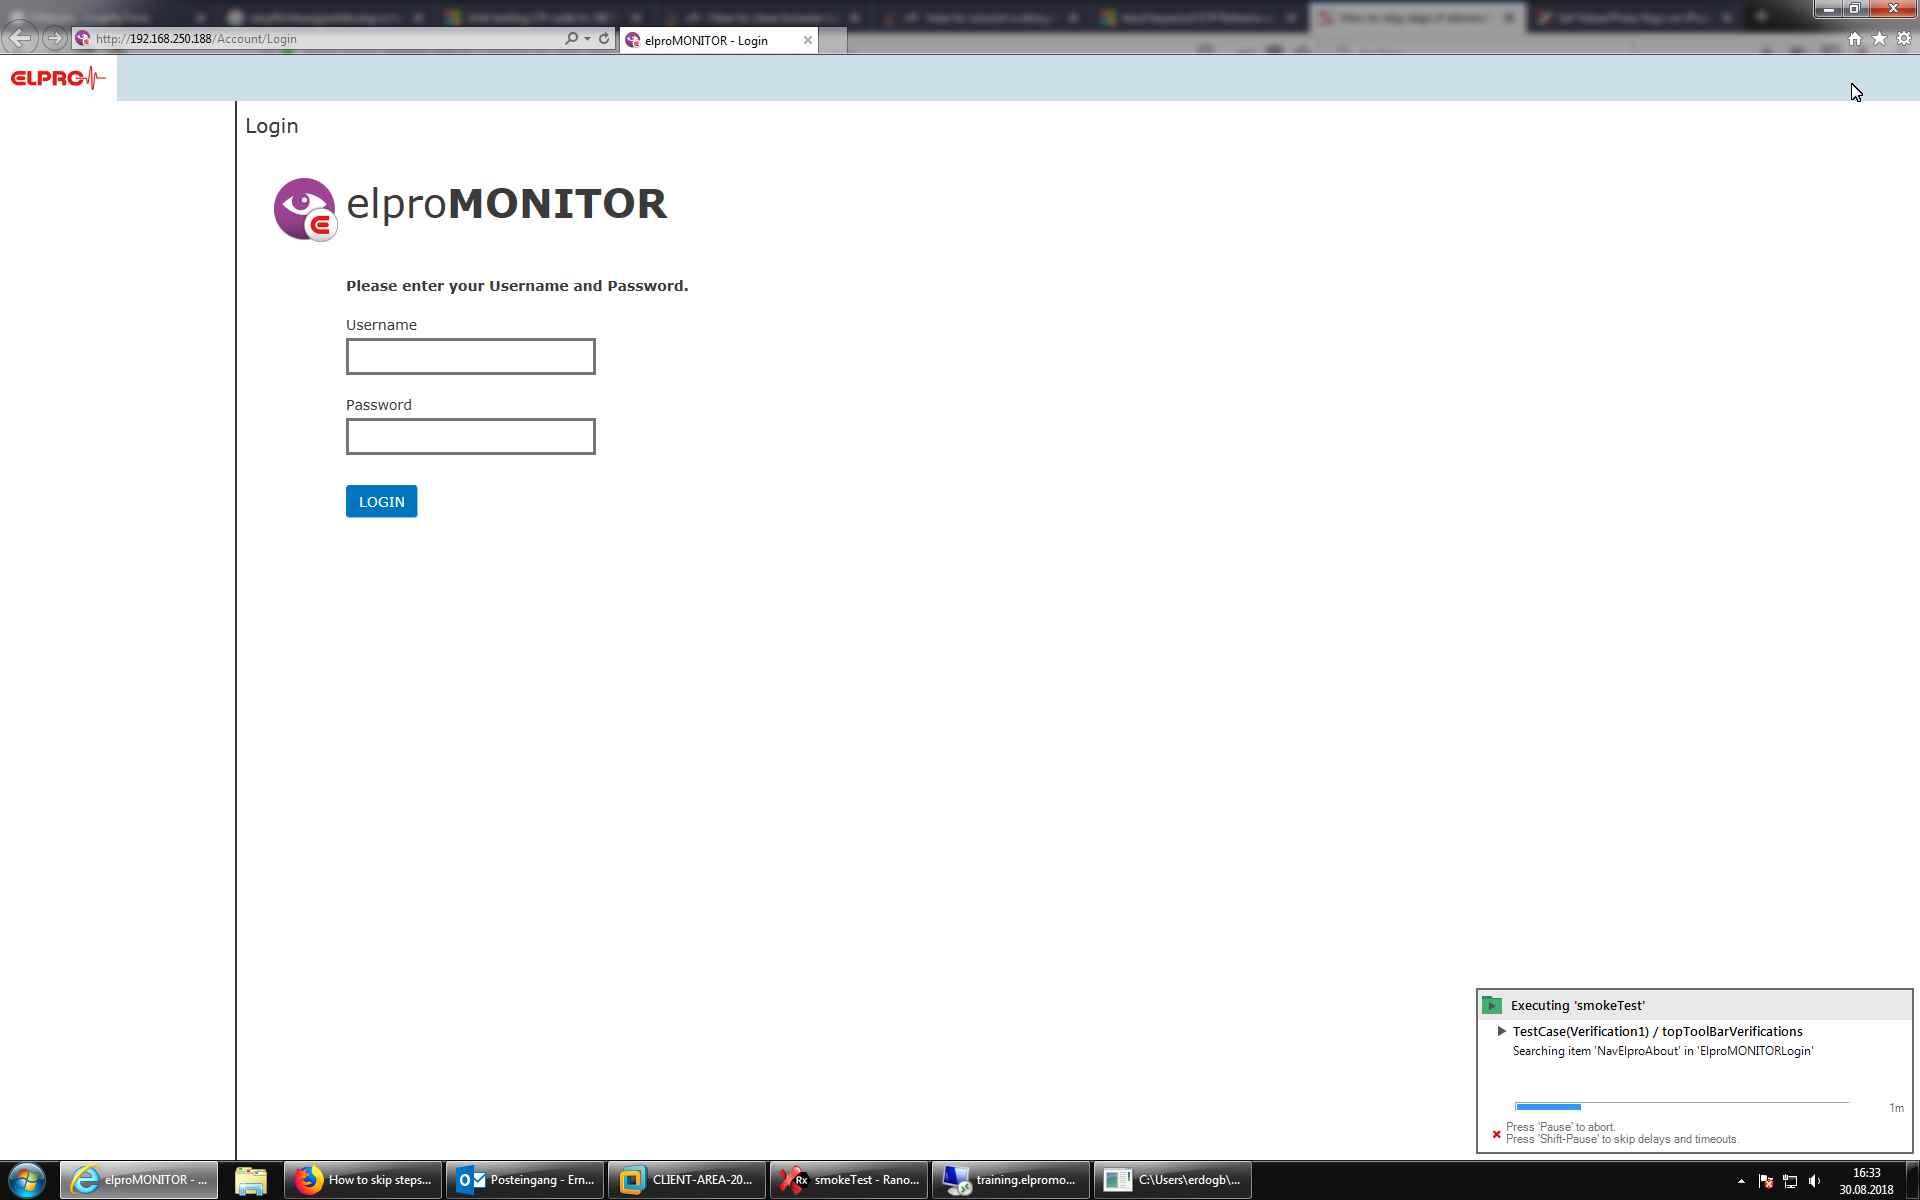 http://192.168.250.188/Account/Login
elproMONITOR - Login
ELPRO
Login
elproMONITOR
Please enter your Username and Password.
Username
Password
LOGIN
Executing 'smokeTest'
TestCase(Verification1) / topToolBarVerifications
Searching item 'NavElproAbout' in 'ElproMONITORLogin'
1m
Press 'Pause' to abort.
Press 'Shift-Pause' to skip delays and timeouts.
elproMONITOR - ...
How to skip steps...
Posteingang - Ern...
CLIENT-AREA-20...
Rx
smokeTest - Rano...
training.elpromo...
C:\Users\erdogb\...
16:33
30.08.2018